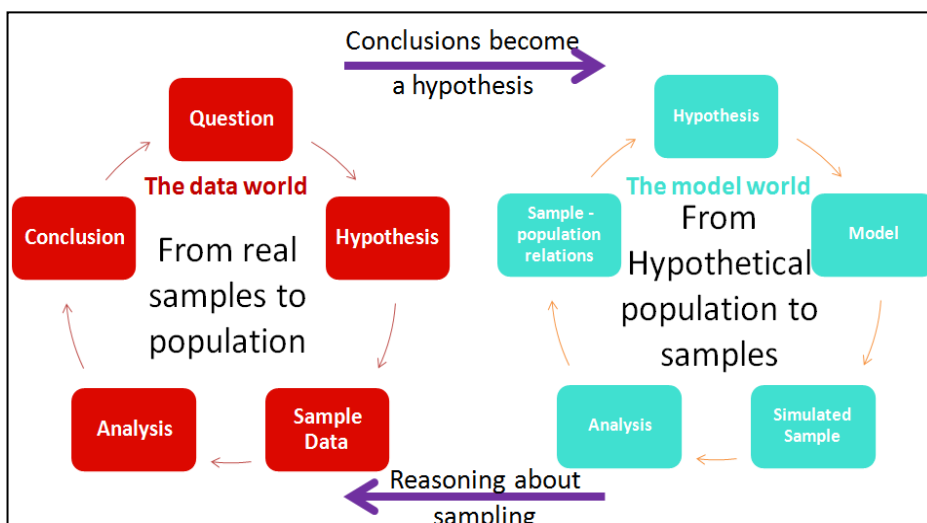 Conclusions become
a hypothesis
Question
The data world
Conclusion
Hypothesis
From real
samples to
population
Analysis
Sample
Data
Hypothesis
The model world
Sample -
population
relations
Model
From
Hypothetical
population to
samples
Analysis
Simulated
Sample
Reasoning about
sampling